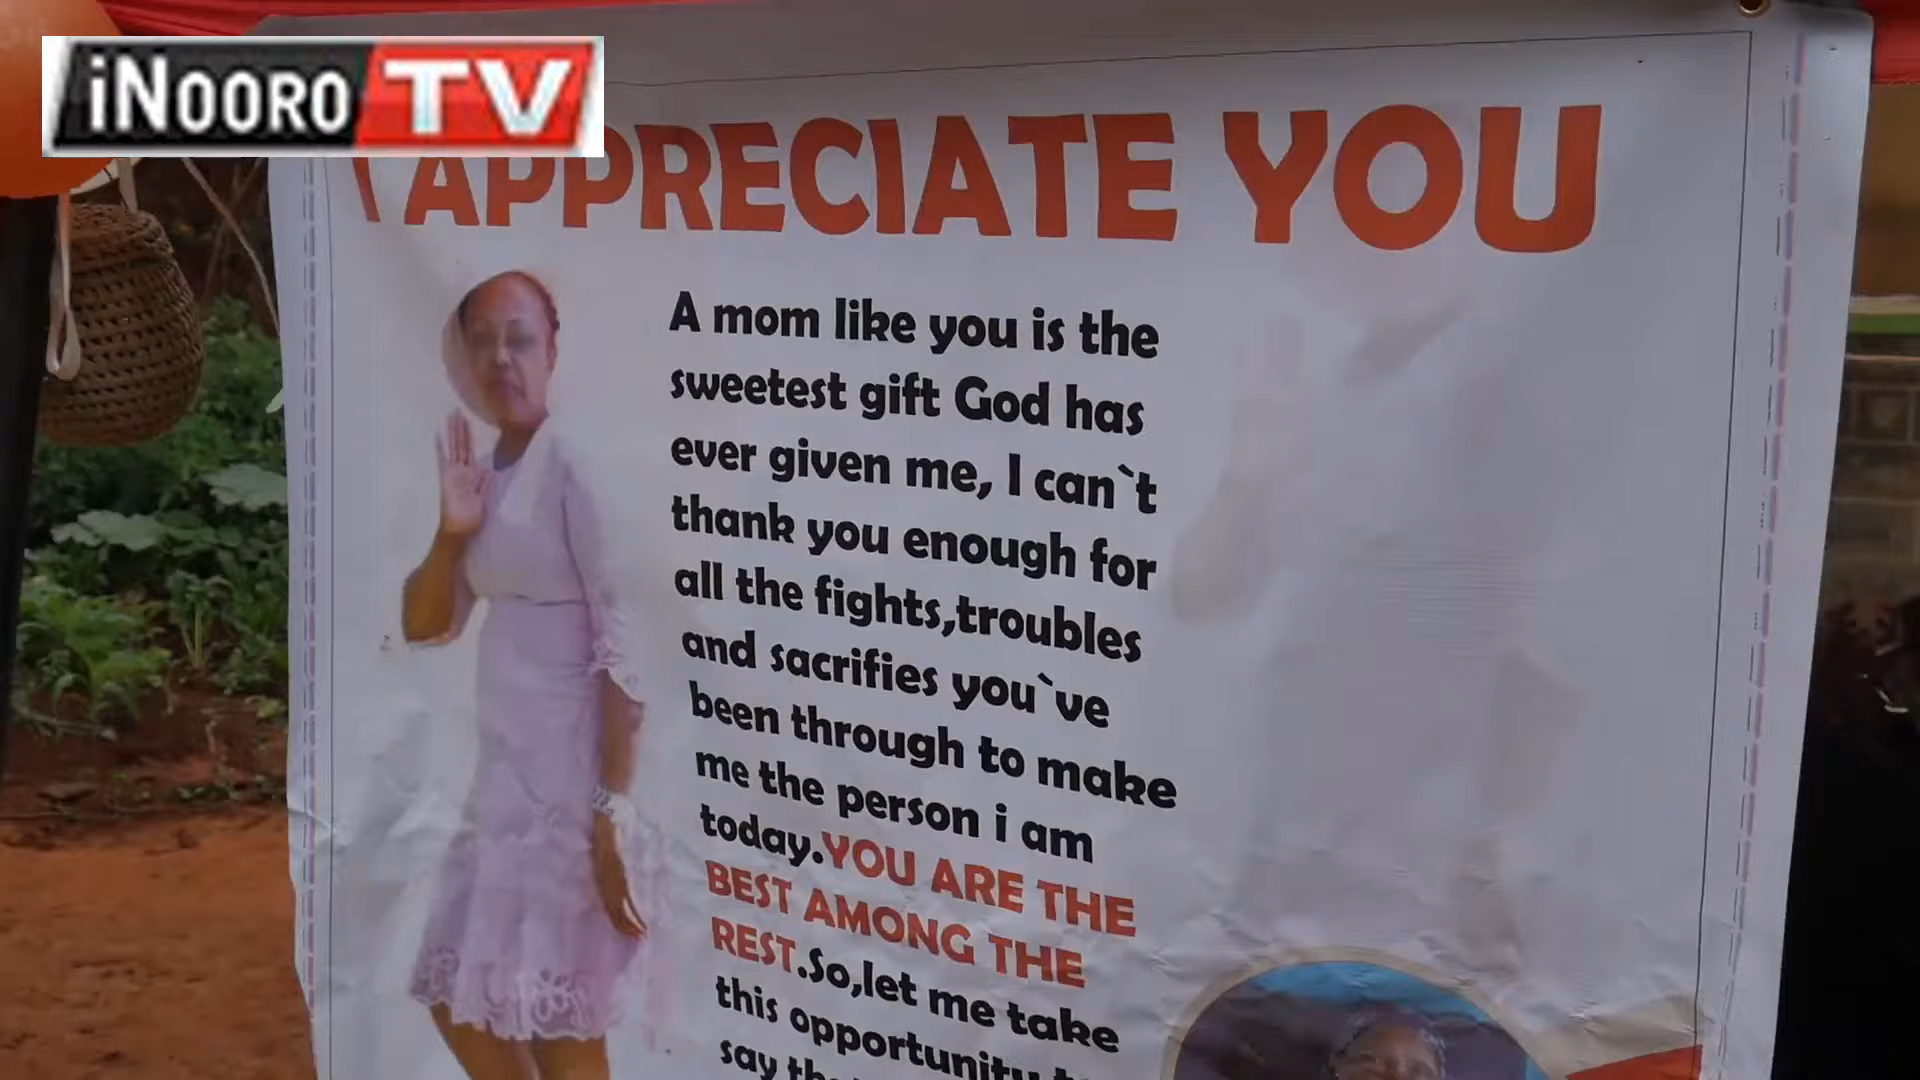 iNOORO TV
I APPRECIATE YOU
A mom like you is the
sweetest gift God has
ever given me, I can`t
thank you enough for
all the fights,troubles
and sacrifies you`ve
been through to make
me the person i am
today.YOU ARE THE
BEST AMONG THE
REST.So,let me take
this opportunity
say